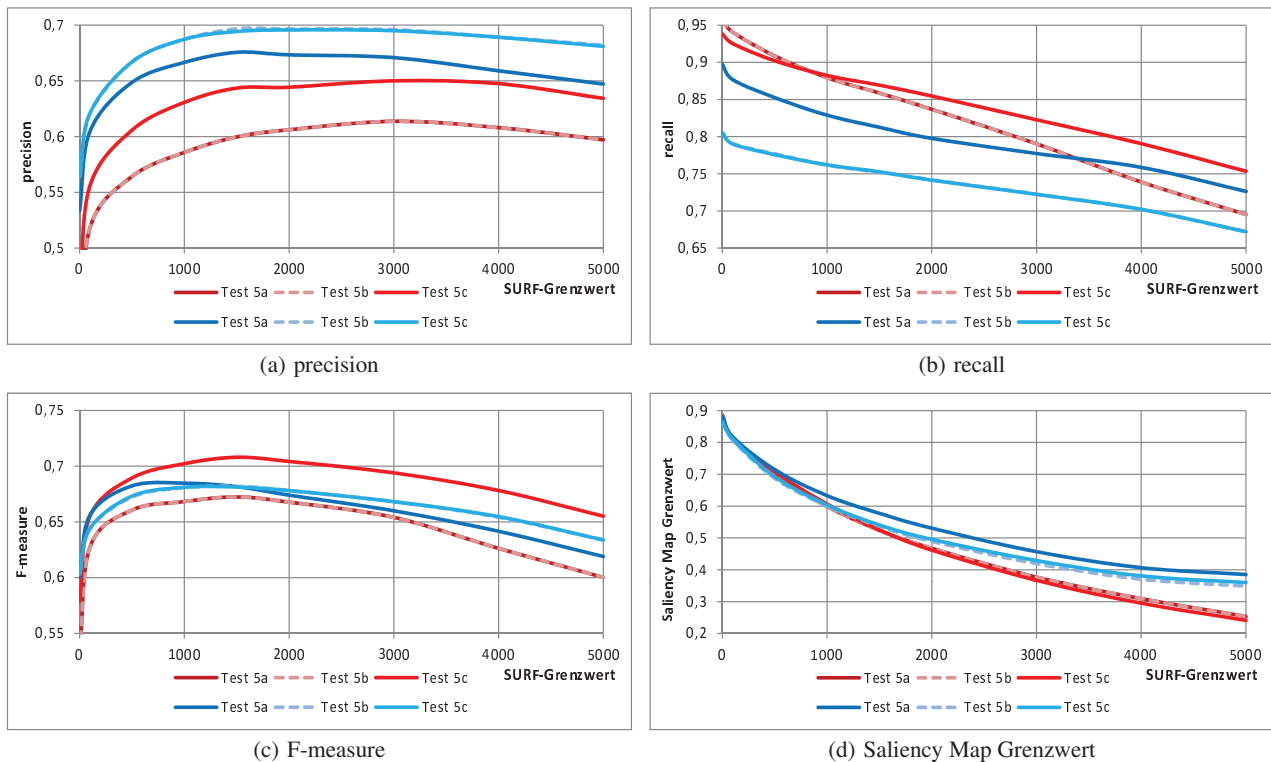 precision
0,7
0,65
0,6
0,55
0,5
0 1000 2000 3000 4000 5000
SURF-Grenzwert
Test 5a Test 5b Test 5c
Test 5a Test 5b Test 5c
(a) precision
recall
0,95
0,9
0,85
0,8
0,75
0,7
0,65
0 1000 2000 3000 4000 5000
SURF-Grenzwert
Test 5a Test 5b Test 5c
Test 5a Test 5b Test 5c
(b) recall
F-measure
0,75
0,7
0,65
0,6
0,55
0 1000 2000 3000 4000 5000
SURF-Grenzwert
Test 5a Test 5b Test 5c
Test 5a Test 5b Test 5c
(c) F-measure
Saliency Map Grenzwert
0,9
0,8
0,7
0,6
0,5
0,4
0,3
0,2
0 1000 2000 3000 4000 5000
SURF-Grenzwert
Test 5a Test 5b Test 5c
Test 5a Test 5b Test 5c
(d) Saliency Map Grenzwert